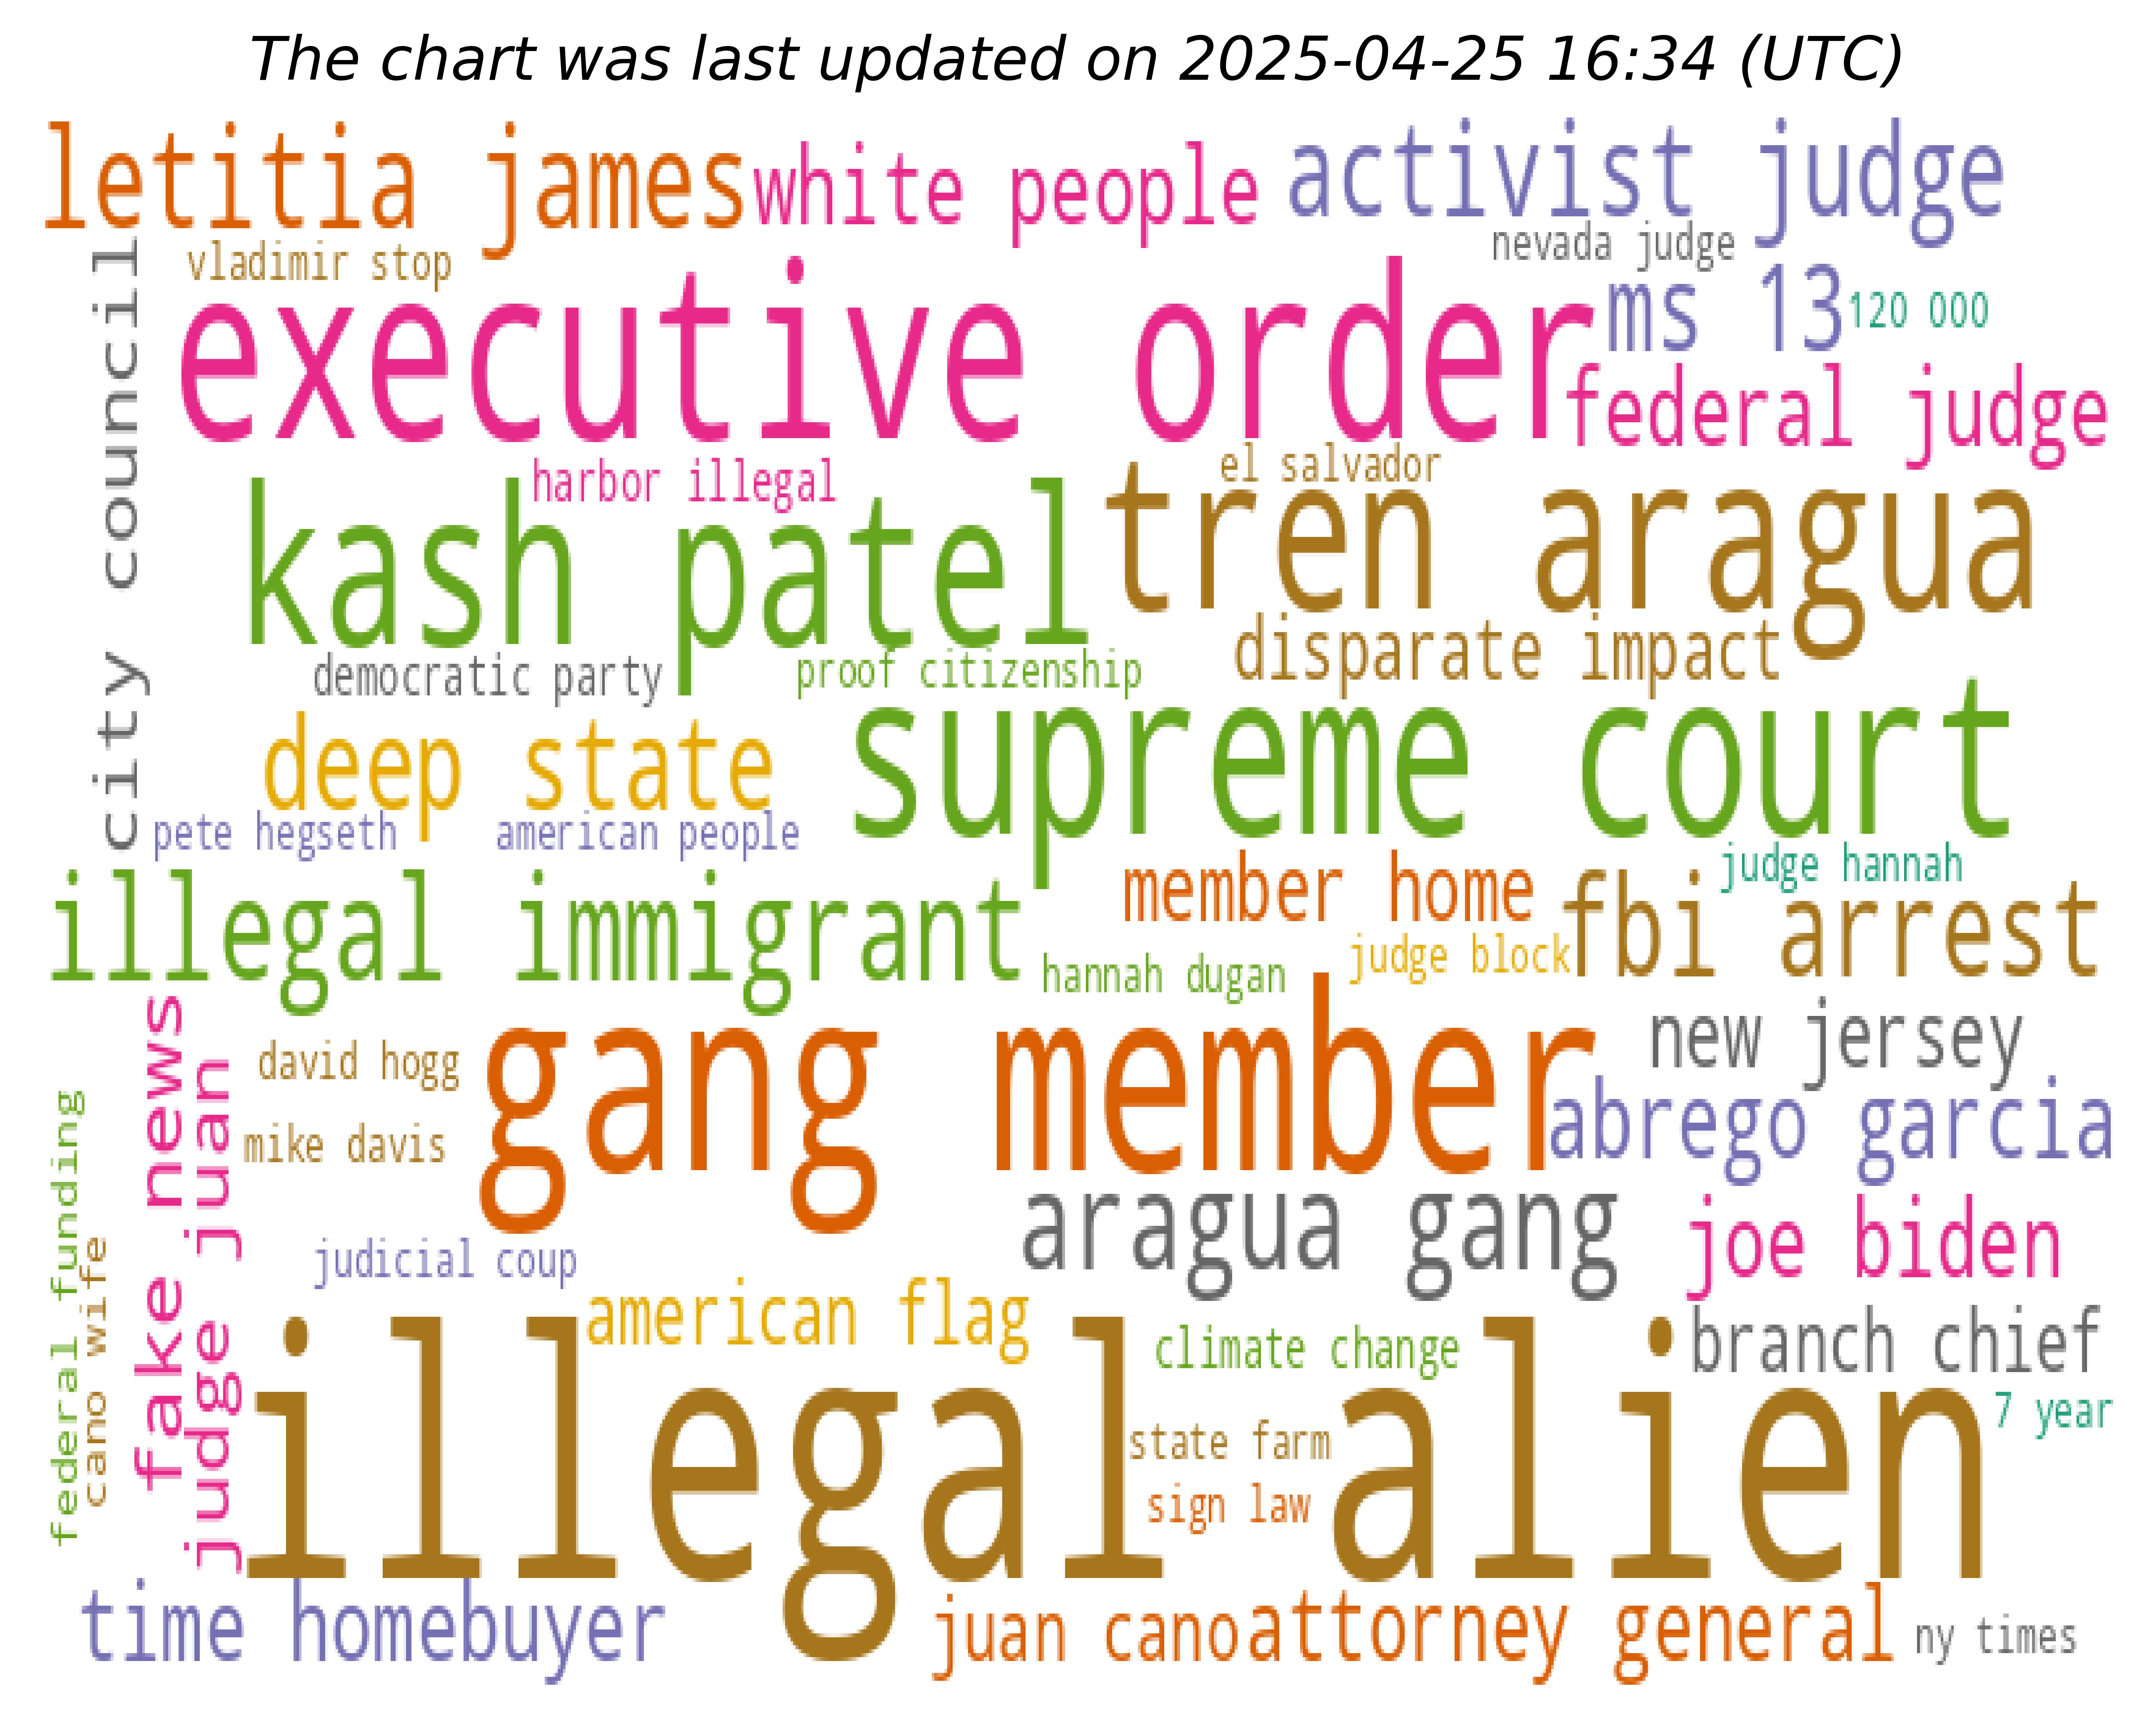 The chart was last updated on 2025-04-25 16:34 (UTC)
letitia james
white people
activist judge
nevada judge
vladimir stop
city council
executive order
ms 13
120 000
federal judge
harbor illegal
el salvador
kash patel
tren aragua
disparate impact
democratic party
proof citizenship
deep state
supreme court
pete hegseth
american people
member home
judge hannah
illegal immigrant
fbi arrest
judge block
hannah dugan
fake news
judge juan
david hogg
gang member
new jersey
abrego garcia
federal funding
mike davis
cano wife
judicial coup
aragua gang
joe biden
american flag
climate change
branch chief
illegal alien
7 year
state farm
sign law
time homebuyer
juan cano
attorney general
ny times